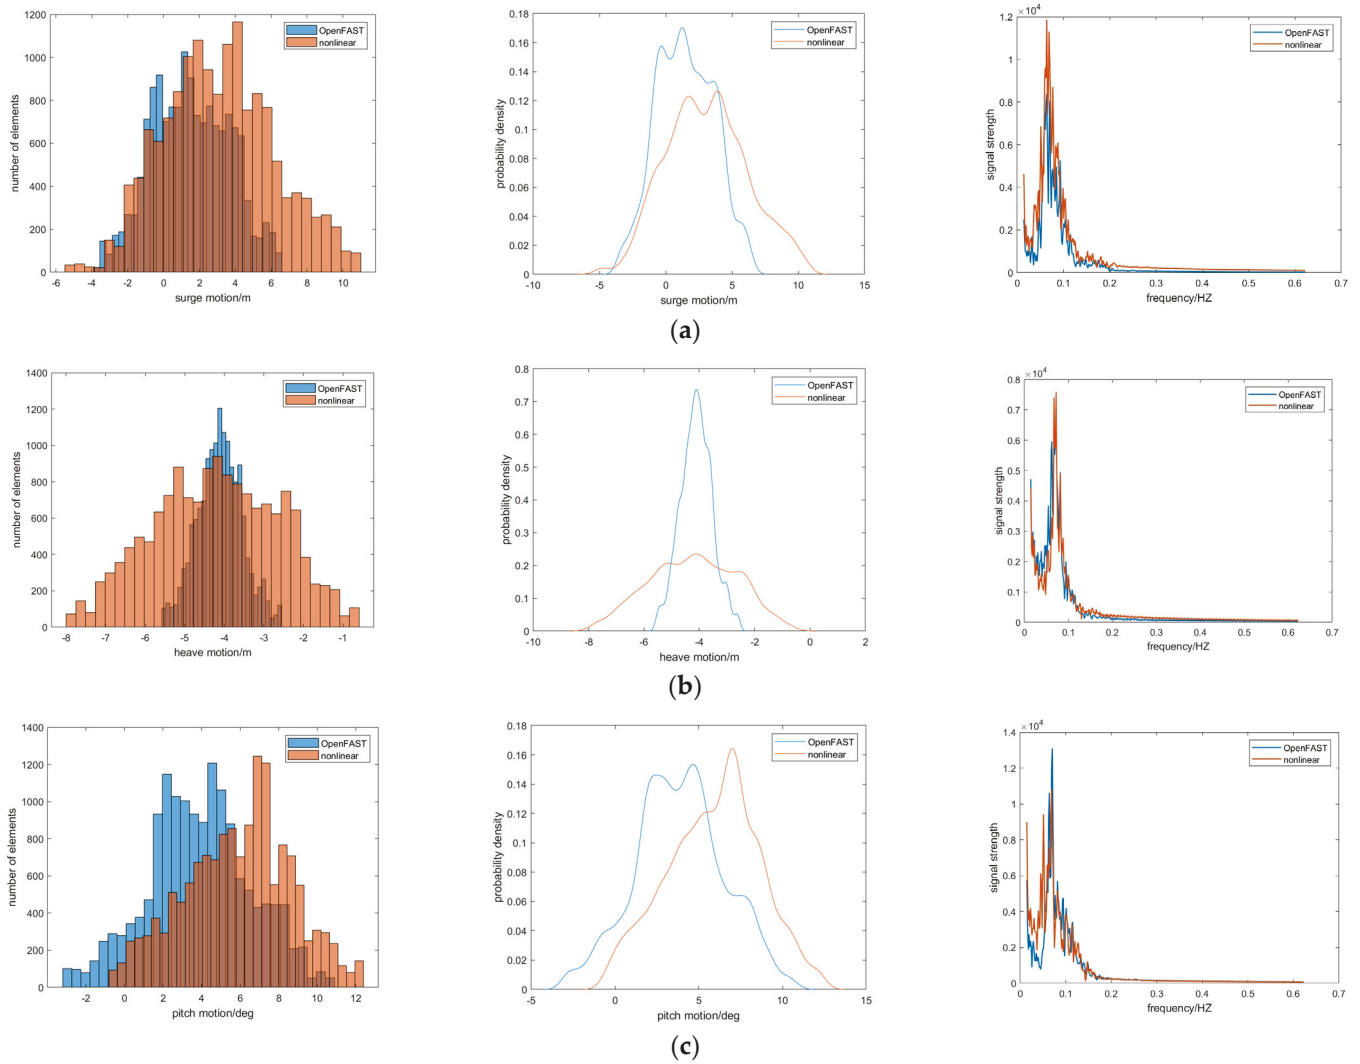 1200
1000
800
600
400
200
0
number of elements
OpenFAST
nonlinear
-6 -4 -2 0 2 4 6 8 10
surge motion/m
0.18
0.16
0.14
0.12
0.1
0.08
0.06
0.04
0.02
0
probability density
OpenFAST
nonlinear
-10 -5 0 5 10 15
surge motion/m
×10⁴
1.2
1
0.8
0.6
0.4
0.2
0
signal strength
OpenFAST
nonlinear
0 0.1 0.2 0.3 0.4 0.5 0.6 0.7
frequency/HZ
(a)
1400
1200
1000
800
600
400
200
0
number of elements
OpenFAST
nonlinear
-8 -7 -6 -5 -4 -3 -2 -1
heave motion/m
0.8
0.7
0.6
0.5
0.4
0.3
0.2
0.1
0
probability density
OpenFAST
nonlinear
-10 -8 -6 -4 -2 0 2
heave motion/m
×10⁴
0.8
0.7
0.6
0.5
0.4
0.3
0.2
0.1
0
signal strength
OpenFAST
nonlinear
0 0.1 0.2 0.3 0.4 0.5 0.6 0.7
frequency/HZ
(b)
1400
1200
1000
800
600
400
200
0
number of elements
OpenFAST
nonlinear
-2 0 2 4 6 8 10 12
pitch motion/deg
0.18
0.16
0.14
0.12
0.1
0.08
0.06
0.04
0.02
0
probability density
OpenFAST
nonlinear
-5 0 5 10 15
pitch motion/deg
×10⁴
1.4
1.2
1
0.8
0.6
0.4
0.2
0
signal strength
OpenFAST
nonlinear
0 0.1 0.2 0.3 0.4 0.5 0.6 0.7
frequency/HZ
(c)